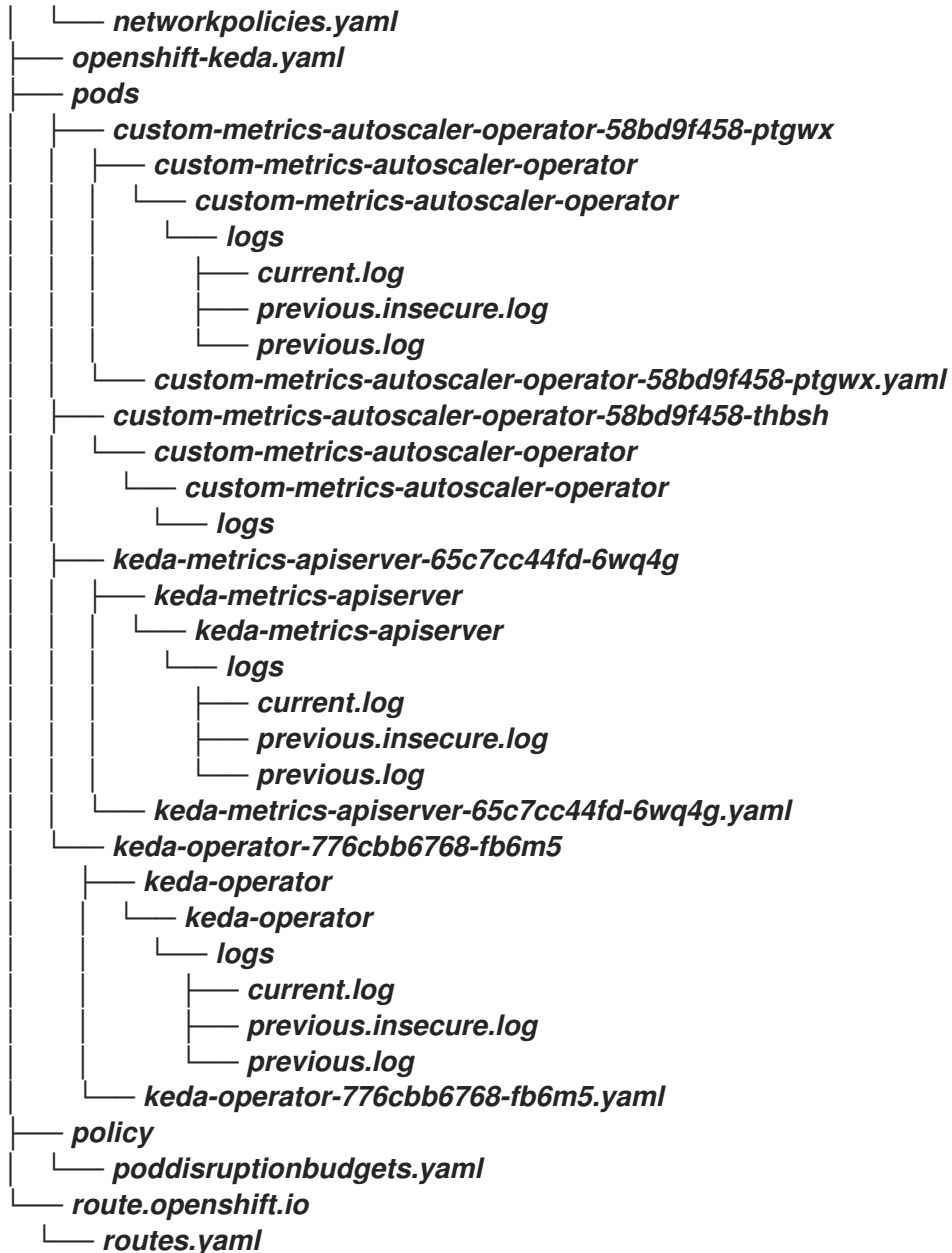 │   └── networkpolicies.yaml
├── openshift-keda.yaml
├── pods
│   ├── custom-metrics-autoscaler-operator-58bd9f458-ptgwx
│   │   ├── custom-metrics-autoscaler-operator
│   │   │   └── custom-metrics-autoscaler-operator
│   │   │       └── logs
│   │   │           ├── current.log
│   │   │           ├── previous.insecure.log
│   │   │           └── previous.log
│   │   └── custom-metrics-autoscaler-operator-58bd9f458-ptgwx.yaml
│   ├── custom-metrics-autoscaler-operator-58bd9f458-thbsh
│   │   └── custom-metrics-autoscaler-operator
│   │       └── custom-metrics-autoscaler-operator
│   │           └── logs
│   ├── keda-metrics-apiserver-65c7cc44fd-6wq4g
│   │   ├── keda-metrics-apiserver
│   │   │   └── keda-metrics-apiserver
│   │   │       └── logs
│   │   │           ├── current.log
│   │   │           ├── previous.insecure.log
│   │   │           └── previous.log
│   │   └── keda-metrics-apiserver-65c7cc44fd-6wq4g.yaml
│   └── keda-operator-776cbb6768-fb6m5
│       ├── keda-operator
│       │   └── keda-operator
│       │       └── logs
│       │           ├── current.log
│       │           ├── previous.insecure.log
│       │           └── previous.log
│       └── keda-operator-776cbb6768-fb6m5.yaml
├── policy
│   └── poddisruptionbudgets.yaml
└── route.openshift.io
    └── routes.yaml